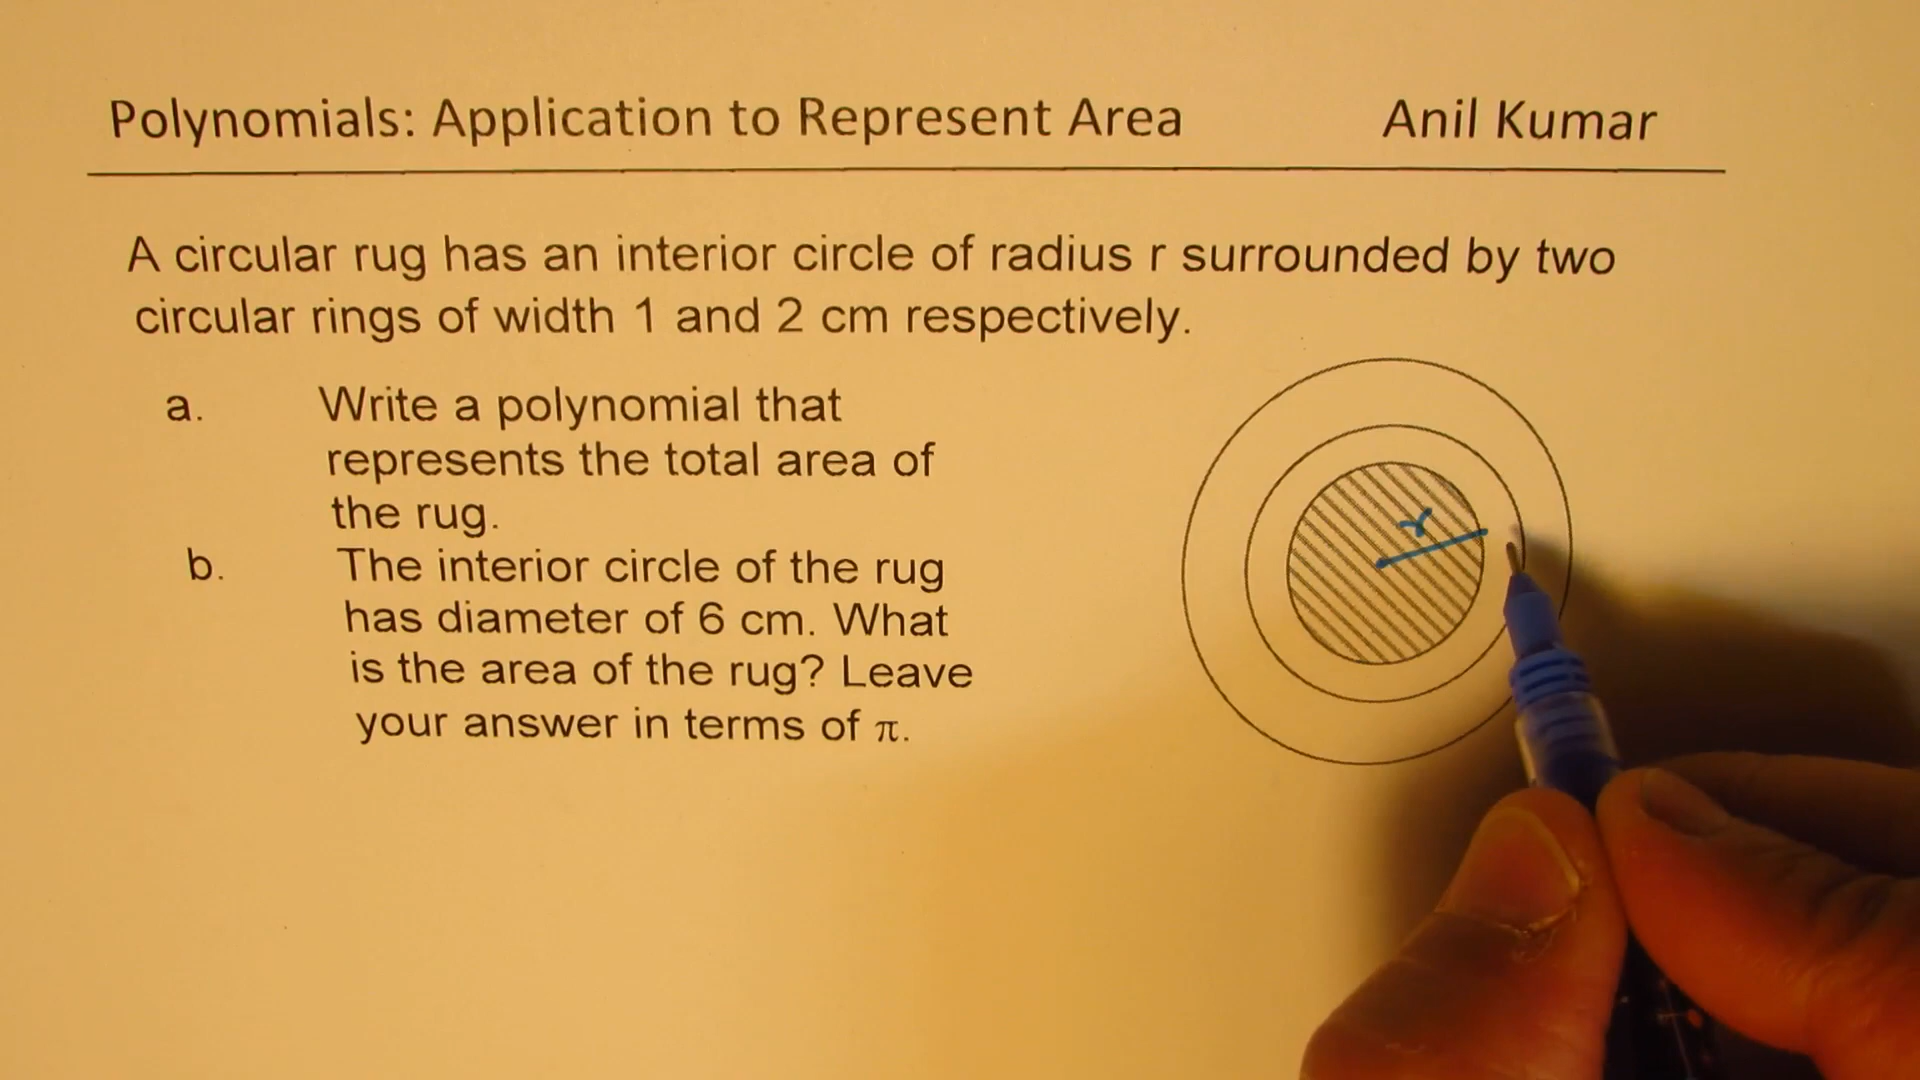 Polynomials: Application to Represent Area Anil Kumar
A circular rug has an interior circle of radius r surrounded by two
circular rings of width 1 and 2 cm respectively.
a. Write a polynomial that
represents the total area of
the rug.
b. The interior circle of the rug
has diameter of 6 cm. What
is the area of the rug? Leave
your answer in terms of π.
r